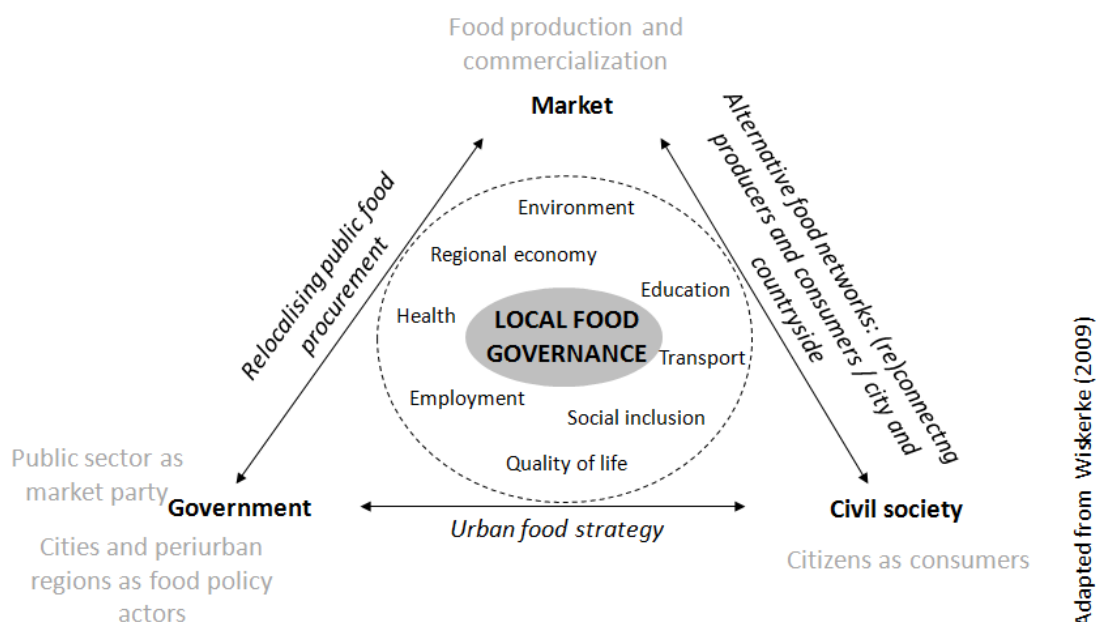 Food production and
commercialization
Market
Relocalising public food
procurement
Alternative food networks: (re)connectng
producers and consumers / city and
countryside
Environment
Regional economy
Education
Health
LOCAL FOOD
GOVERNANCE
Transport
Employment
Social inclusion
Quality of life
Public sector as
market party
Government
Cities and periurban
regions as food policy
actors
Urban food strategy
Civil society
Citizens as consumers
Adapted from Wiskerke (2009)